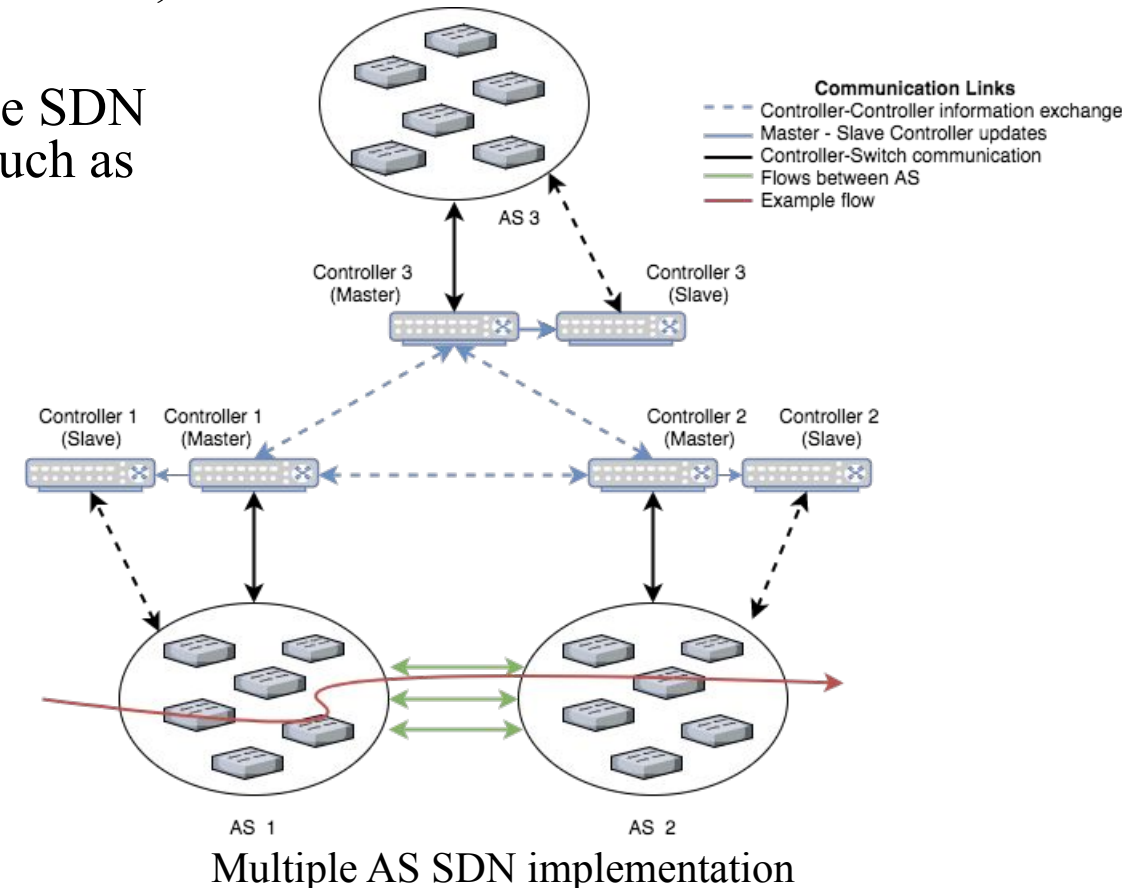 e SDN
uch as
Communication Links
Controller-Controller information exchange
Master - Slave Controller updates
Controller-Switch communication
Flows between AS
Example flow
AS 3
Controller 3
(Master)
Controller 3
(Slave)
Controller 1
(Slave)
Controller 1
(Master)
Controller 2
(Master)
Controller 2
(Slave)
AS 1
AS 2
Multiple AS SDN implementation